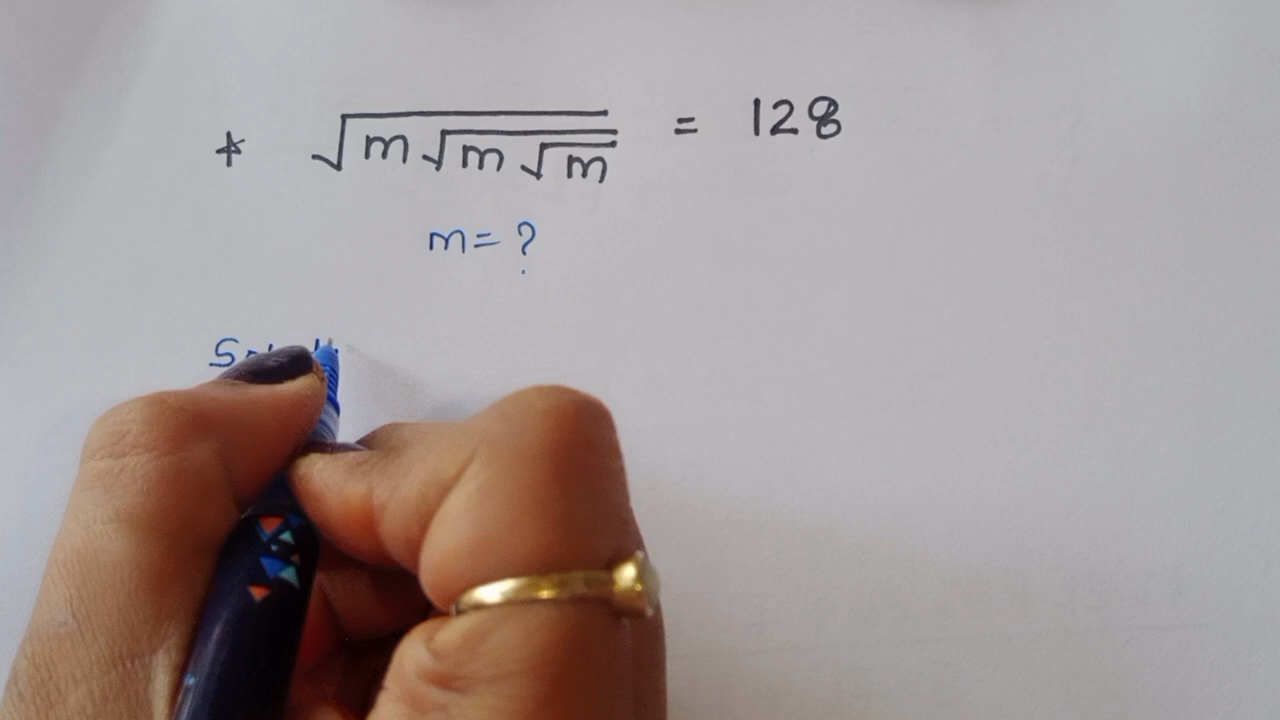 * √(m√(m√m)) = 128
m = ?